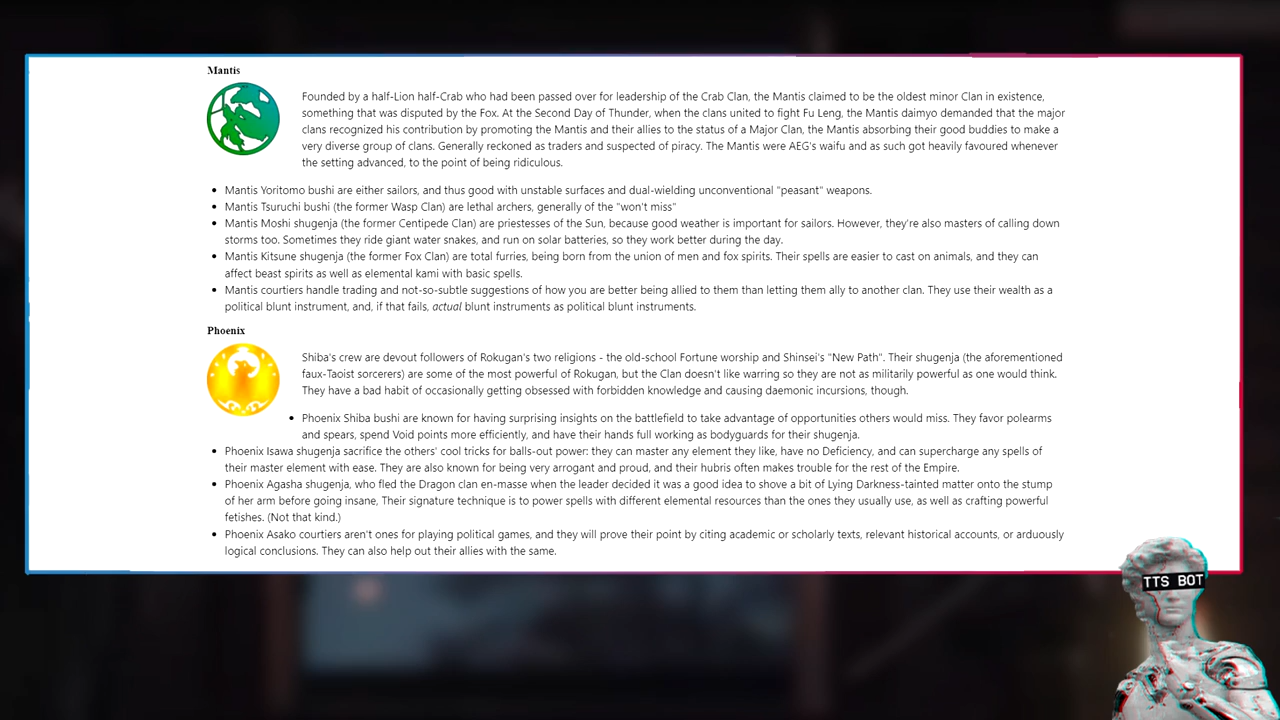 Mantis
Founded by a half-Lion half-Crab who had been passed over for leadership of the Crab Clan, the Mantis claimed to be the oldest minor Clan in existence,
something that was disputed by the Fox. At the Second Day of Thunder, when the clans united to fight Fu Leng, the Mantis daimyo demanded that the major
clans recognized his contribution by promoting the Mantis and their allies to the status of a Major Clan, the Mantis absorbing their good buddies to make a
very diverse group of clans. Generally reckoned as traders and suspected of piracy. The Mantis were AEG's waifu and as such got heavily favoured whenever
the setting advanced, to the point of being ridiculous.
• Mantis Yoritomo bushi are either sailors, and thus good with unstable surfaces and dual-wielding unconventional "peasant" weapons.
• Mantis Tsuruchi bushi (the former Wasp Clan) are lethal archers, generally of the "won't miss"
• Mantis Moshi shugenja (the former Centipede Clan) are priestesses of the Sun, because good weather is important for sailors. However, they're also masters of calling down
storms too. Sometimes they ride giant water snakes, and run on solar batteries, so they work better during the day.
• Mantis Kitsune shugenja (the former Fox Clan) are total furries, being born from the union of men and fox spirits. Their spells are easier to cast on animals, and they can
affect beast spirits as well as elemental kami with basic spells.
• Mantis courtiers handle trading and not-so-subtle suggestions of how you are better being allied to them than letting them ally to another clan. They use their wealth as a
political blunt instrument, and, if that fails, actual blunt instruments as political blunt instruments.
Phoenix
Shiba's crew are devout followers of Rokugan's two religions - the old-school Fortune worship and Shinsei's "New Path". Their shugenja (the aforementioned
faux-Taoist sorcerers) are some of the most powerful of Rokugan, but the Clan doesn't like warring so they are not as militarily powerful as one would think.
They have a bad habit of occasionally getting obsessed with forbidden knowledge and causing daemonic incursions, though.
• Phoenix Shiba bushi are known for having surprising insights on the battlefield to take advantage of opportunities others would miss. They favor polearms
and spears, spend Void points more efficiently, and have their hands full working as bodyguards for their shugenja.
• Phoenix Isawa shugenja sacrifice the others' cool tricks for balls-out power: they can master any element they like, have no Deficiency, and can supercharge any spells of
their master element with ease. They are also known for being very arrogant and proud, and their hubris often makes trouble for the rest of the Empire.
• Phoenix Agasha shugenja, who fled the Dragon clan en-masse when the leader decided it was a good idea to shove a bit of Lying Darkness-tainted matter onto the stump
of her arm before going insane, Their signature technique is to power spells with different elemental resources than the ones they usually use, as well as crafting powerful
fetishes. (Not that kind.)
• Phoenix Asako courtiers aren't ones for playing political games, and they will prove their point by citing academic or scholarly texts, relevant historical accounts, or arduously
logical conclusions. They can also help out their allies with the same.
TTS BOT